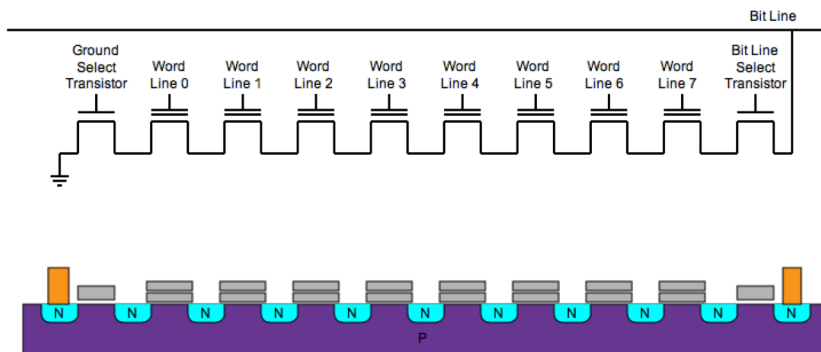 Bit Line
Ground
Select
Transistor
Word
Line 0
Word
Line 1
Word
Line 2
Word
Line 3
Word
Line 4
Word
Line 5
Word
Line 6
Word
Line 7
Bit Line
Select
Transistor
N N N N N N N N N N N
P